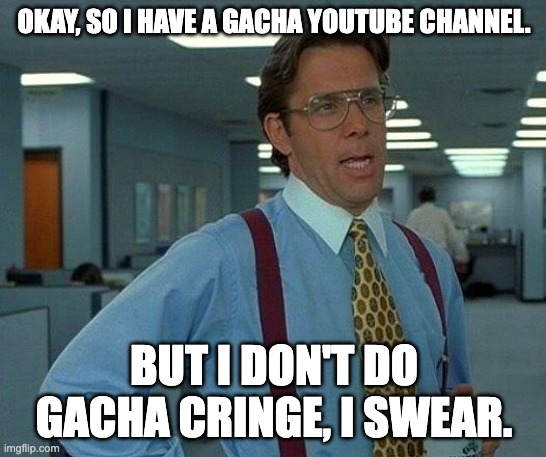 OKAY, SO I HAVE A GACHA YOUTUBE CHANNEL.
BUT I DON'T DO
GACHA CRINGE, I SWEAR.
imgflip.com